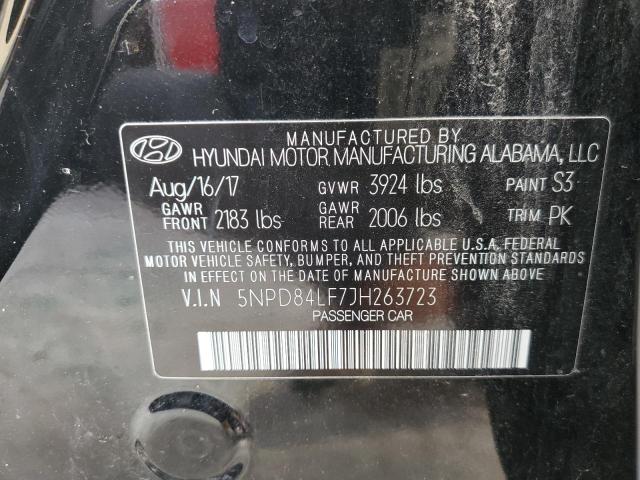 MANUFACTURED BY
HYUNDAI MOTOR MANUFACTURING ALABAMA, LLC
Aug/16/17 GVWR 3924 lbs PAINT S3
GAWR FRONT 2183 lbs GAWR REAR 2006 lbs TRIM PK
THIS VEHICLE CONFORMS TO ALL APPLICABLE U.S.A. FEDERAL
MOTOR VEHICLE SAFETY, BUMPER, AND THEFT PREVENTION STANDARDS
IN EFFECT ON THE DATE OF MANUFACTURE SHOWN ABOVE.
V.I.N 5NPD84LF7JH263723
PASSENGER CAR